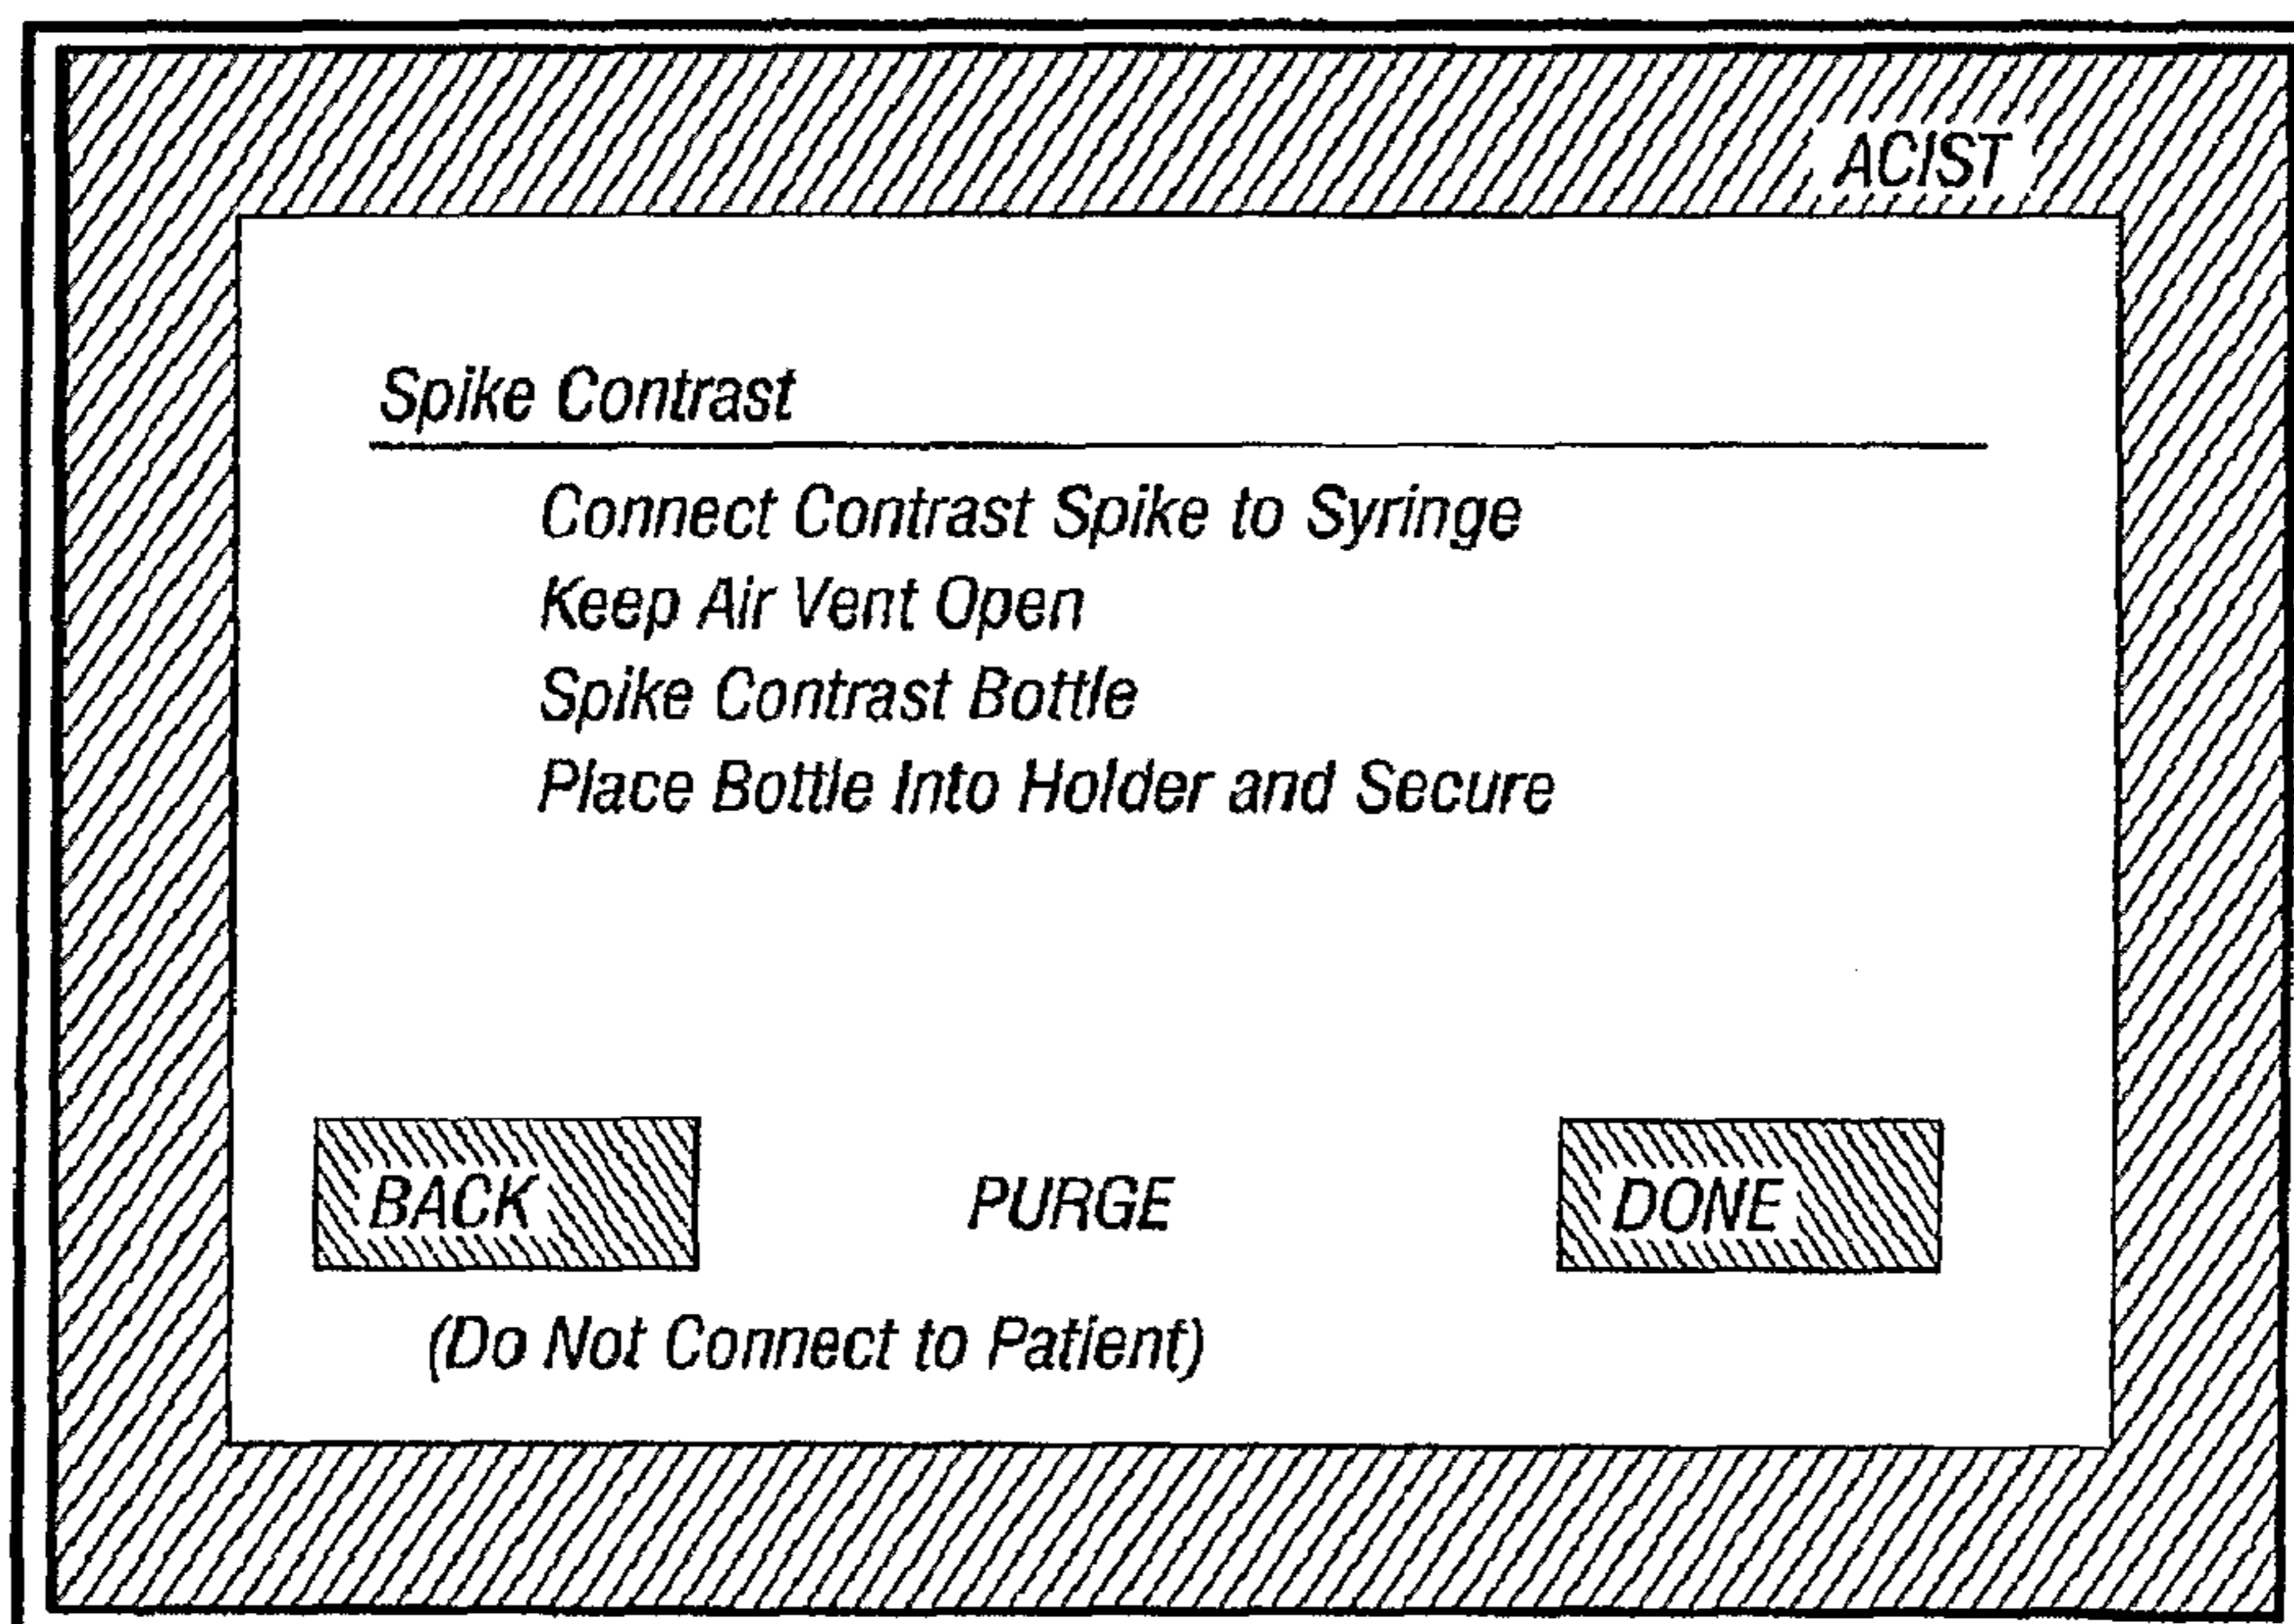 ACIST
Spike Contrast
Connect Contrast Spike to Syringe
Keep Air Vent Open
Spike Contrast Bottle
Place Bottle Into Holder and Secure
BACK PURGE DONE
(Do Not Connect to Patient)